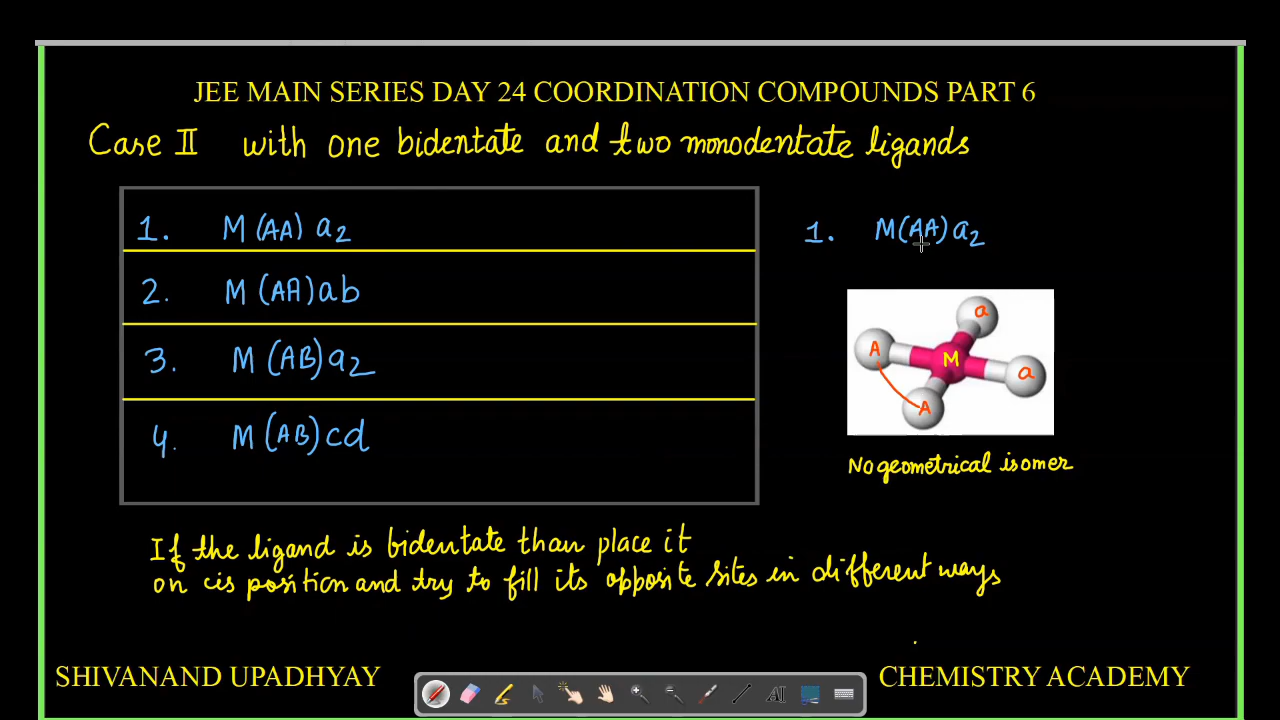 JEE MAIN SERIES DAY 24 COORDINATION COMPOUNDS PART 6
Case II with one bidentate and two monodentate ligands
1. M(AA)a2
2. M(AA)ab
3. M(AB)a2
4. M(AB)cd
1. M(AA)a2
a
A
M
a
A
No geometrical isomer
If the ligand is bidentate than place it
on cis position and try to fill its opposite sites in different ways
SHIVANAND UPADHYAY
CHEMISTRY ACADEMY
AI